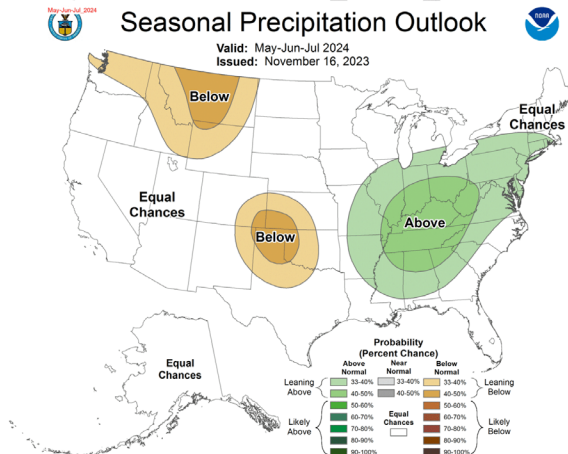 May-Jun-Jul_2024
Seasonal Precipitation Outlook
NOAA
Valid: May-Jun-Jul 2024
Issued: November 16, 2023
Below
Equal
Chances
Equal
Chances
Below
Above
Equal
Chances
Probability
(Percent Chance)
Above
Normal
Near
Normal
Below
Normal
Leaning
Above
33-40%
33-40%
33-40%
Leaning
Below
40-50%
40-50%
40-50%
Likely
Above
50-60%
60-70%
70-80%
80-90%
90-100%
Equal
Chances
50-60%
60-70%
70-80%
80-90%
90-100%
Likely
Below